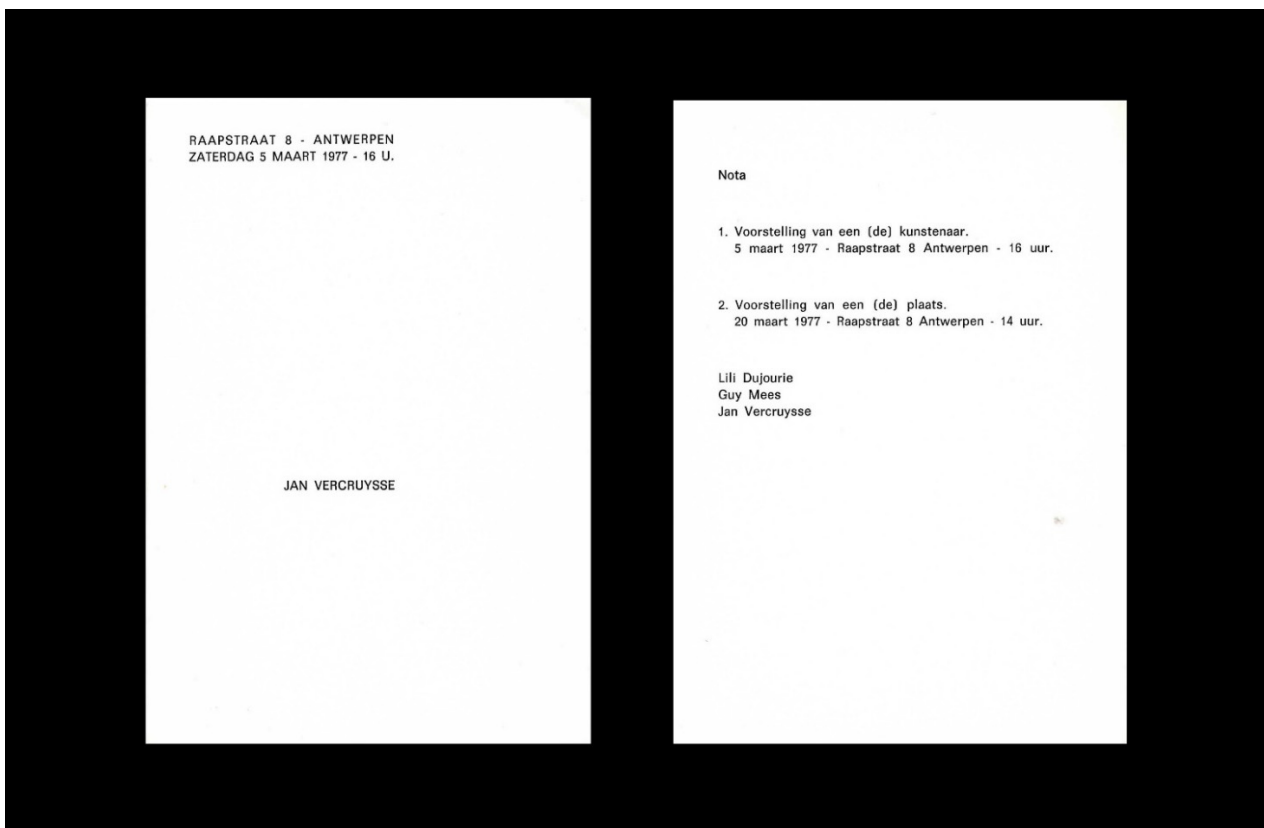 RAAPSTRAAT 8 - ANTWERPEN
ZATERDAG 5 MAART 1977 - 16 U.
JAN VERCRUYSSE
Nota
1. Voorstelling van een (de) kunstenaar.
5 maart 1977 - Raapstraat 8 Antwerpen - 16 uur.
2. Voorstelling van een (de) plaats.
20 maart 1977 - Raapstraat 8 Antwerpen - 14 uur.
Lili Dujourie
Guy Mees
Jan Vercruysse